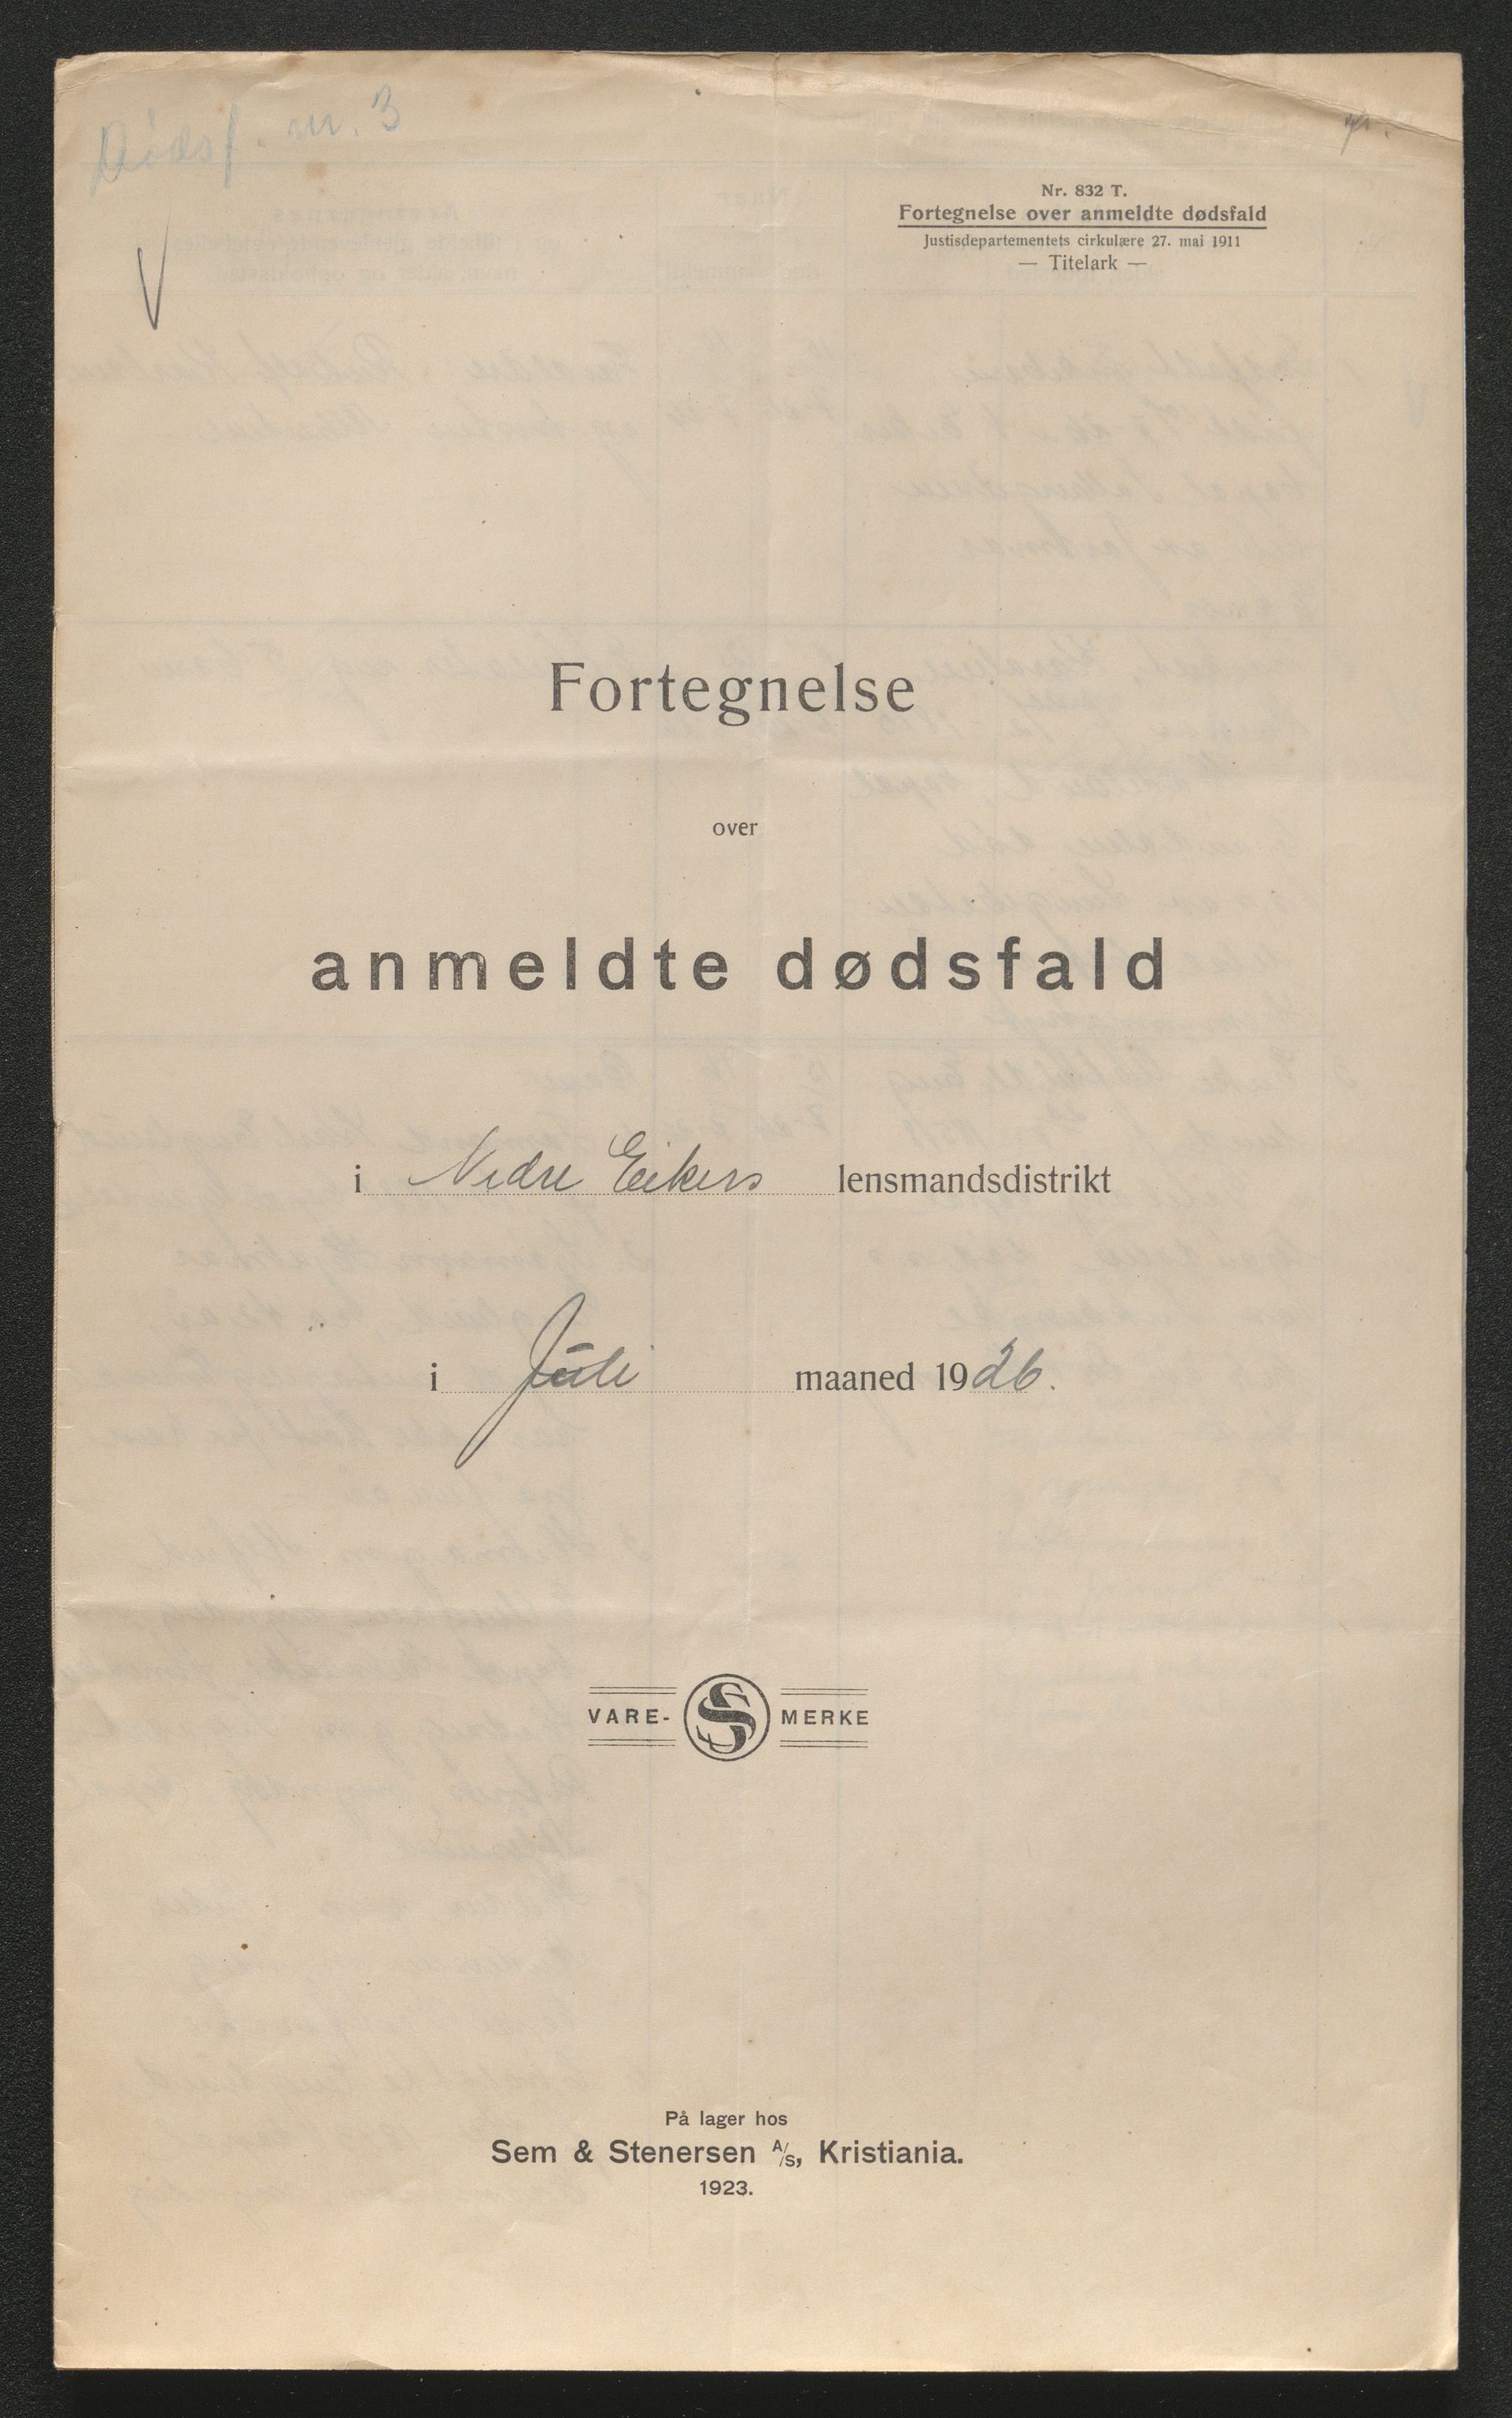 Dødsf. nr. 3
Nr. 832 T.
Fortegnelse over anmeldte dødsfald
Justisdepartementets cirkulære 27. mai 1911
— Titelark —
Fortegnelse
over
anmeldte dødsfald
i Nedre Eikers lensmandsdistrikt
i Juli maaned 1926.
VARE- S MERKE
På lager hos
Sem & Stenersen A/S, Kristiania.
1923.